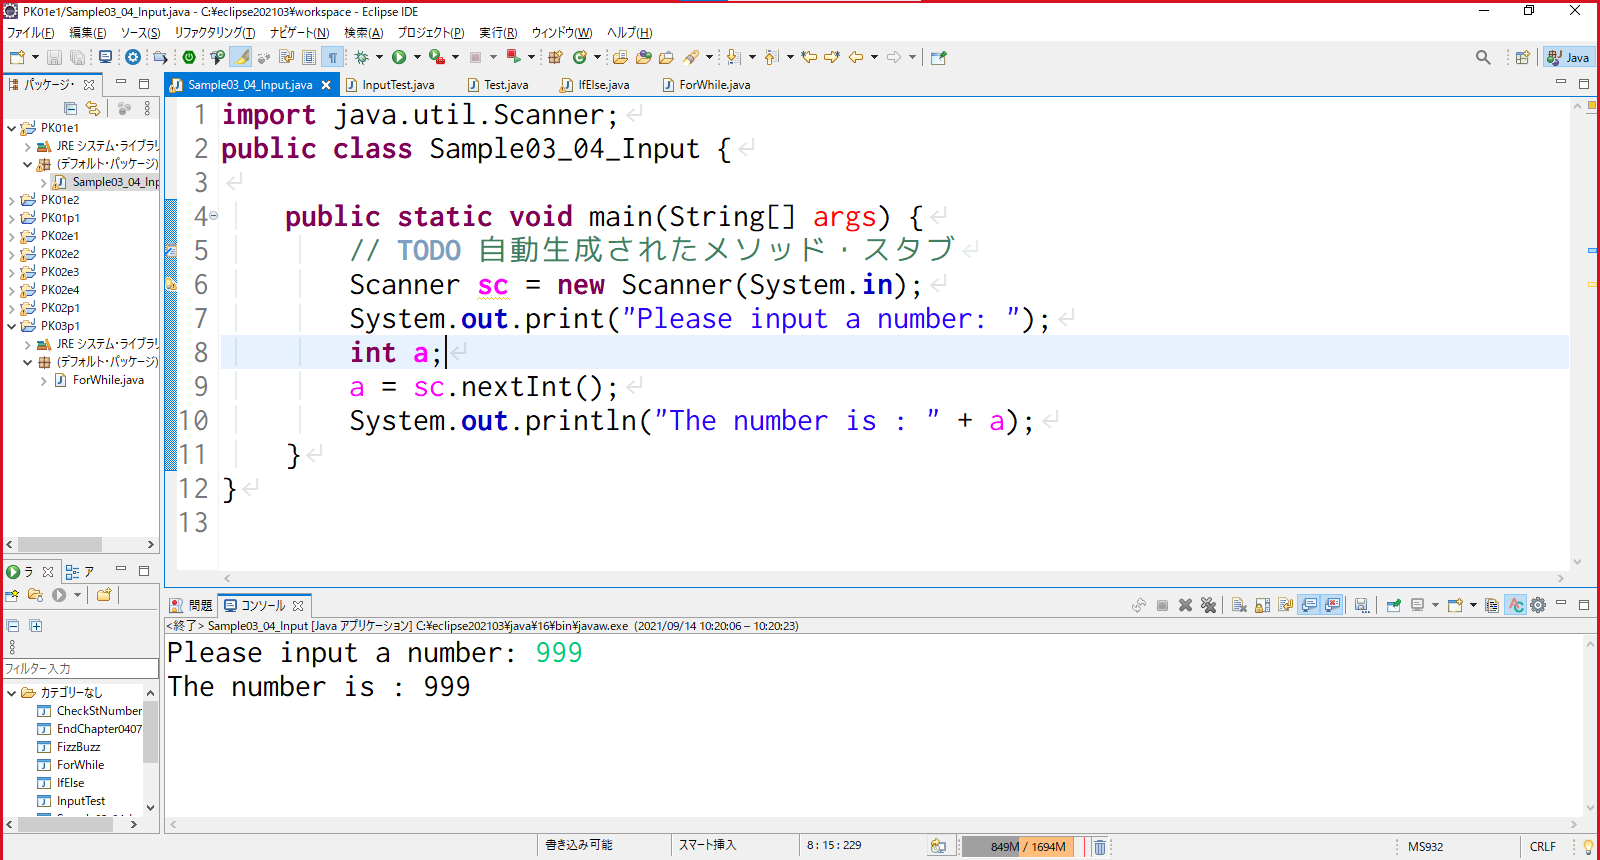 PK01e1/Sample03_04_Input.java - C:¥eclipse202103¥workspace - Eclipse IDE
ファイル(F) 編集(E) ソース(S) リファクタリング(T) ナビゲート(N) 検索(A) プロジェクト(P) 実行(R) ウィンドウ(W) ヘルプ(H)
Java
パッケージ・
Sample03_04_Input.java InputTest.java Test.java IfElse.java ForWhile.java
PK01e1
JRE システム・ライブラリ
(デフォルト・パッケージ)
Sample03_04_Inp
PK01e2
PK01p1
PK02e1
PK02e2
PK02e3
PK02e4
PK02p1
PK03p1
JRE システム・ライブラリ
(デフォルト・パッケージ)
ForWhile.java
1 import java.util.Scanner;
2 public class Sample03_04_Input {
3
4 public static void main(String[] args) {
5 // TODO 自動生成されたメソッド・スタブ
6 Scanner sc = new Scanner(System.in);
7 System.out.print("Please input a number: ");
8 int a;
9 a = sc.nextInt();
10 System.out.println("The number is : " + a);
11 }
12 }
13
ラ ア
フィルター入力
カテゴリーなし
CheckStNumber
EndChapter0407
FizzBuzz
ForWhile
IfElse
InputTest
問題 コンソール
<終了> Sample03_04_Input [Java アプリケーション] C:¥eclipse202103¥java¥16¥bin¥javaw.exe (2021/09/14 10:20:06 – 10:20:23)
Please input a number: 999
The number is : 999
書き込み可能 スマート挿入 8 : 15 : 229 849M / 1694M MS932 CRLF